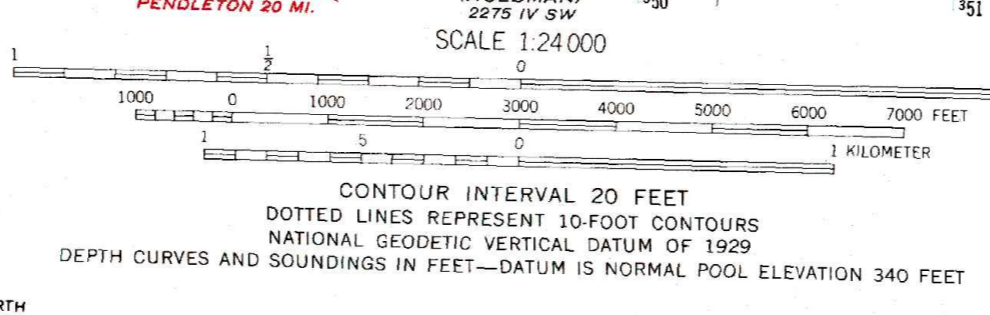 PENDLETON 20 MI.
2275 IV SW
350
351
SCALE 1:24 000
1 1/2 0
1000 0 1000 2000 3000 4000 5000 6000 7000 FEET
1 5 0 1 KILOMETER
CONTOUR INTERVAL 20 FEET
DOTTED LINES REPRESENT 10-FOOT CONTOURS
NATIONAL GEODETIC VERTICAL DATUM OF 1929
DEPTH CURVES AND SOUNDINGS IN FEET—DATUM IS NORMAL POOL ELEVATION 340 FEET